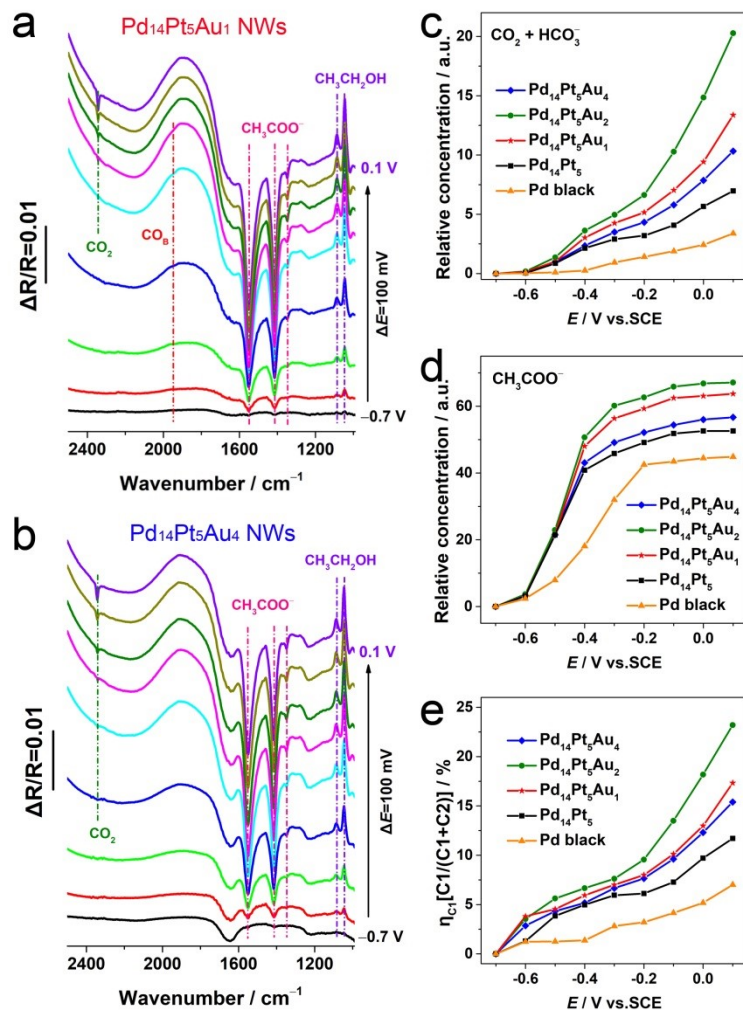 a
Pd₁₄Pt₅Au₁ NWs
CH₃CH₂OH
CH₃COO⁻
0.1 V
CO₂
CO_B
ΔE=100 mV
−0.7 V
ΔR/R=0.01
2400 2000 1600 1200
Wavenumber / cm⁻¹
b
Pd₁₄Pt₅Au₄ NWs
CH₃CH₂OH
CH₃COO⁻
0.1 V
CO₂
ΔE=100 mV
−0.7 V
ΔR/R=0.01
2400 2000 1600 1200
Wavenumber / cm⁻¹
c
CO₂ + HCO₃⁻
Pd₁₄Pt₅Au₄
Pd₁₄Pt₅Au₂
Pd₁₄Pt₅Au₁
Pd₁₄Pt₅
Pd black
Relative concentration / a.u.
20
15
10
5
0
-0.6 -0.4 -0.2 0.0
E / V vs.SCE
d
CH₃COO⁻
Pd₁₄Pt₅Au₄
Pd₁₄Pt₅Au₂
Pd₁₄Pt₅Au₁
Pd₁₄Pt₅
Pd black
Relative concentration / a.u.
60
40
20
0
-0.6 -0.4 -0.2 0.0
E / V vs.SCE
e
Pd₁₄Pt₅Au₄
Pd₁₄Pt₅Au₂
Pd₁₄Pt₅Au₁
Pd₁₄Pt₅
Pd black
η_C1[C1/(C1+C2)] / %
25
20
15
10
5
0
-0.6 -0.4 -0.2 0.0
E / V vs.SCE